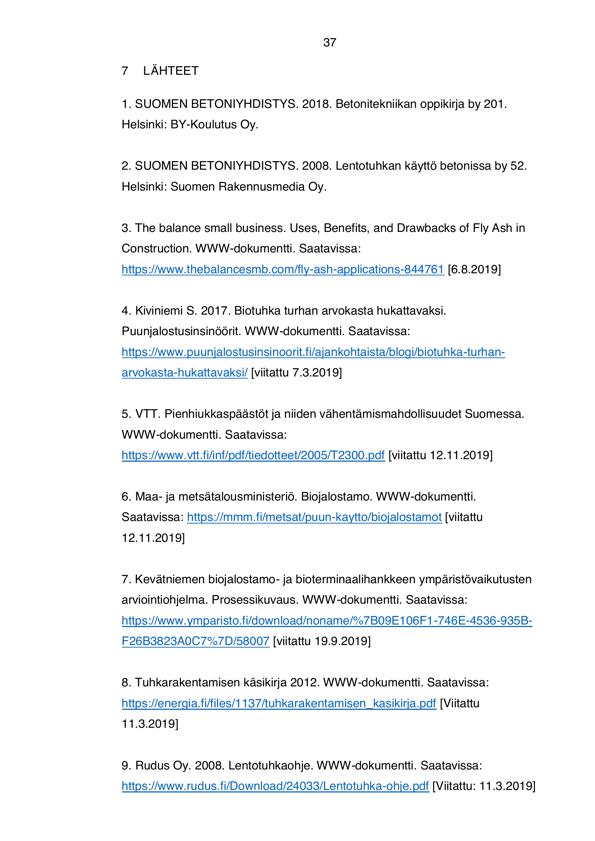 37
7 LÄHTEET
1. SUOMEN BETONIYHDISTYS. 2018. Betonitekniikan oppikirja by 201.
Helsinki: BY-Koulutus Oy.
2. SUOMEN BETONIYHDISTYS. 2008. Lentotuhkan käyttö betonissa by 52.
Helsinki: Suomen Rakennusmedia Oy.
3. The balance small business. Uses, Benefits, and Drawbacks of Fly Ash in
Construction. WWW-dokumentti. Saatavissa:
https://www.thebalancesmb.com/fly-ash-applications-844761 [6.8.2019]
4. Kiviniemi S. 2017. Biotuhka turhan arvokasta hukattavaksi.
Puunjalostusinsinöörit. WWW-dokumentti. Saatavissa:
https://www.puunjalostusinsinoorit.fi/ajankohtaista/blogi/biotuhka-turhan-
arvokasta-hukattavaksi/ [viitattu 7.3.2019]
5. VTT. Pienhiukkaspäästöt ja niiden vähentämismahdollisuudet Suomessa.
WWW-dokumentti. Saatavissa:
https://www.vtt.fi/inf/pdf/tiedotteet/2005/T2300.pdf [viitattu 12.11.2019]
6. Maa- ja metsätalousministeriö. Biojalostamo. WWW-dokumentti.
Saatavissa: https://mmm.fi/metsat/puun-kaytto/biojalostamot [viitattu
12.11.2019]
7. Kevätniemen biojalostamo- ja bioterminaalihankkeen ympäristövaikutusten
arviointiohjelma. Prosessikuvaus. WWW-dokumentti. Saatavissa:
https://www.ymparisto.fi/download/noname/%7B09E106F1-746E-4536-935B-
F26B3823A0C7%7D/58007 [viitattu 19.9.2019]
8. Tuhkarakentamisen käsikirja 2012. WWW-dokumentti. Saatavissa:
https://energia.fi/files/1137/tuhkarakentamisen_kasikirja.pdf [Viitattu
11.3.2019]
9. Rudus Oy. 2008. Lentotuhkaohje. WWW-dokumentti. Saatavissa:
https://www.rudus.fi/Download/24033/Lentotuhka-ohje.pdf [Viitattu: 11.3.2019]